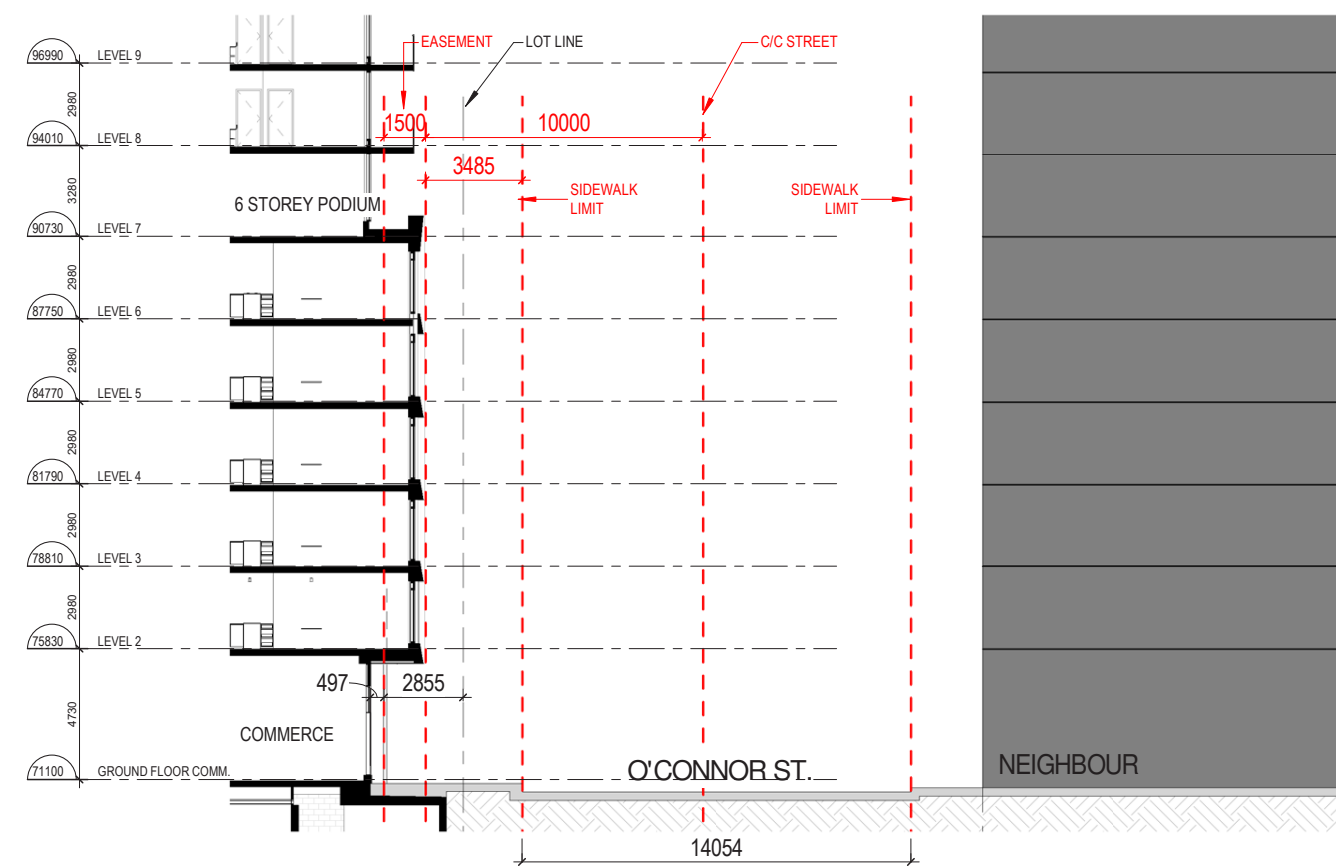 EASEMENT
LOT LINE
C/C STREET
96990 LEVEL 9
2980
1500
10000
94010 LEVEL 8
3485
3280
SIDEWALK
LIMIT
SIDEWALK
LIMIT
6 STOREY PODIUM
90730 LEVEL 7
2980
87750 LEVEL 6
2980
84770 LEVEL 5
2980
81790 LEVEL 4
2980
78810 LEVEL 3
2980
75830 LEVEL 2
497
2855
4730
COMMERCE
71100 GROUND FLOOR COMM.
O'CONNOR ST.
NEIGHBOUR
14054